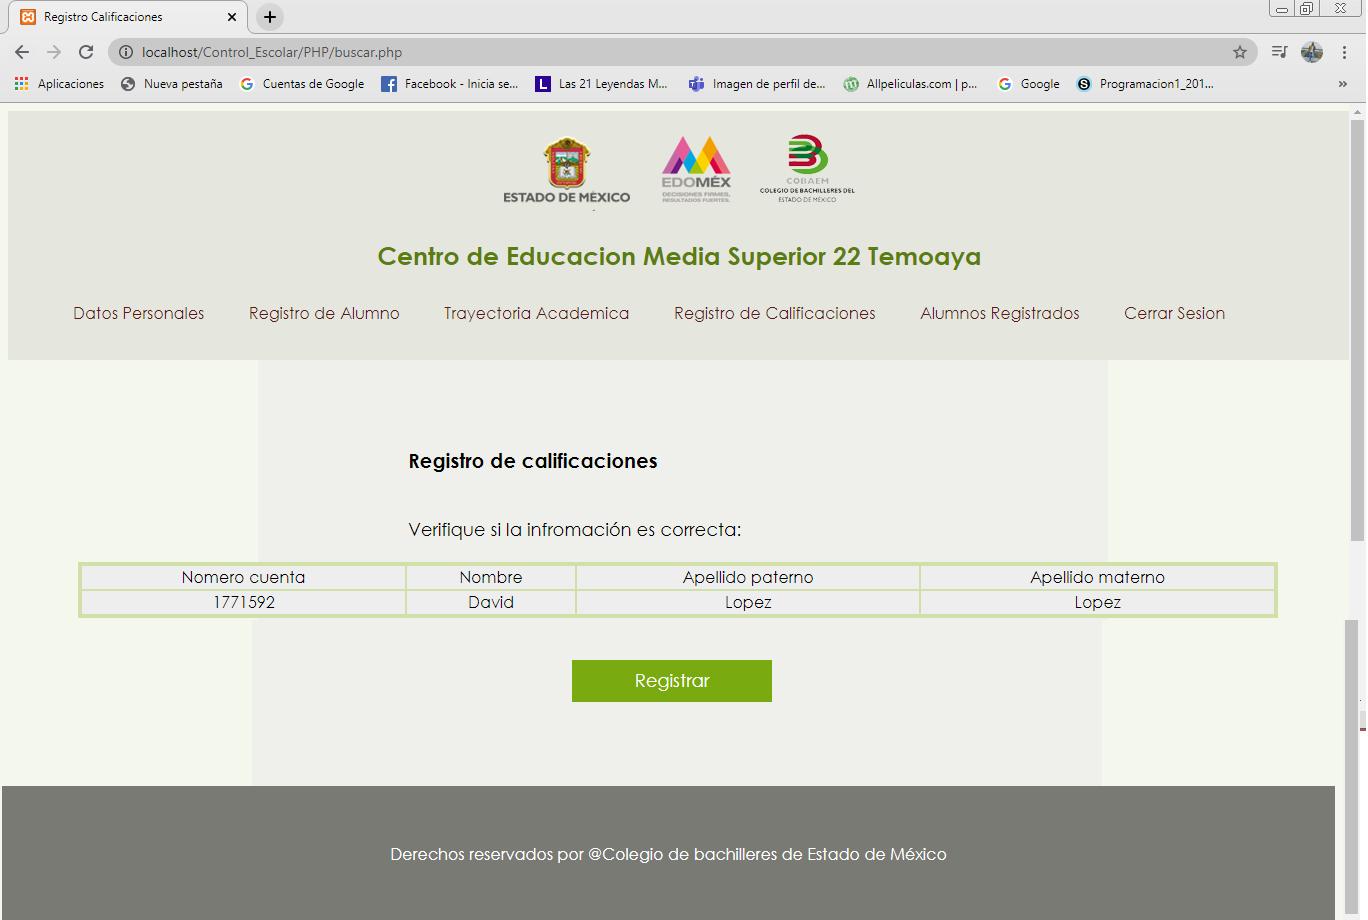 Registro Calificaciones
localhost/Control_Escolar/PHP/buscar.php
Aplicaciones Nueva pestaña Cuentas de Google Facebook - Inicia se... Las 21 Leyendas M... Imagen de perfil de... Allpeliculas.com | p... Google Programacion1_201...
ESTADO DE MÉXICO
EDOMÉX
DECISIONES FIRMES,
RESULTADOS FUERTES.
COBAEM
COLEGIO DE BACHILLERES DEL
ESTADO DE MÉXICO
Centro de Educacion Media Superior 22 Temoaya
Datos Personales Registro de Alumno Trayectoria Academica Registro de Calificaciones Alumnos Registrados Cerrar Sesion
Registro de calificaciones
Verifique si la infromación es correcta:
Nomero cuenta Nombre Apellido paterno Apellido materno
1771592 David Lopez Lopez
Registrar
Derechos reservados por @Colegio de bachilleres de Estado de México